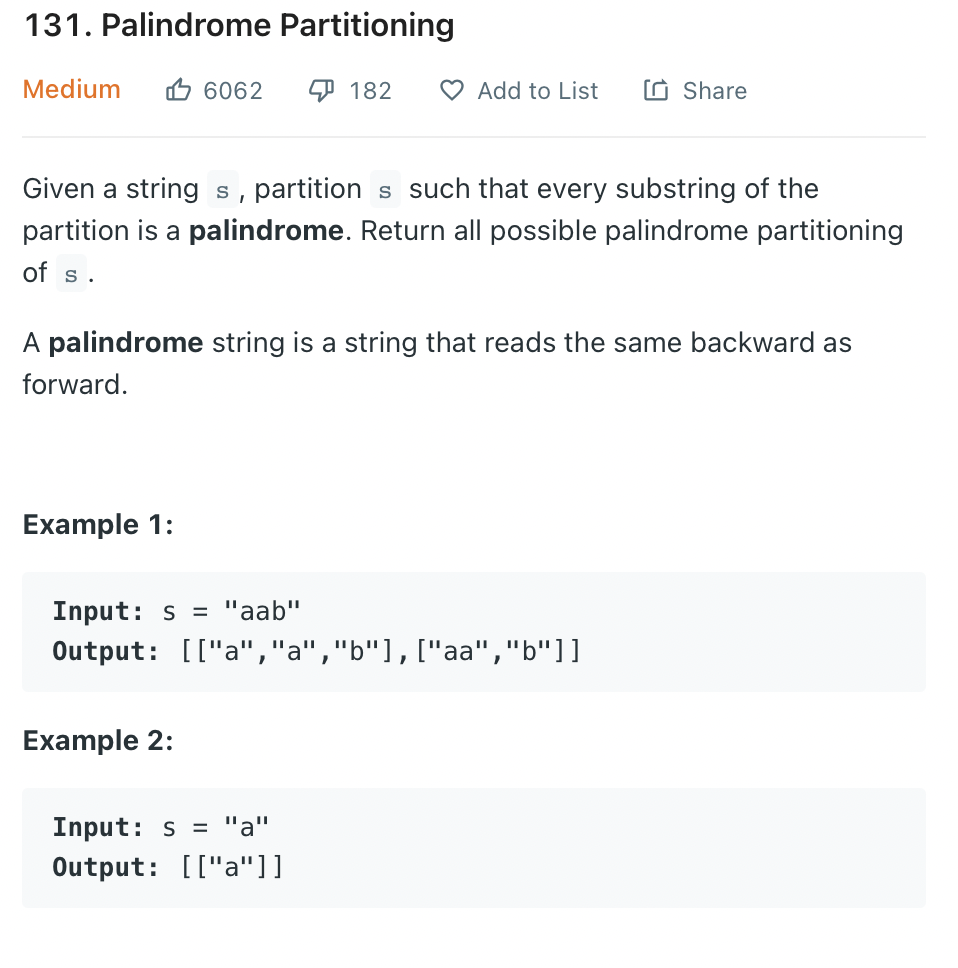 131. Palindrome Partitioning
Medium 6062 182 Add to List Share
Given a string s , partition s such that every substring of the
partition is a palindrome. Return all possible palindrome partitioning
of s .
A palindrome string is a string that reads the same backward as
forward.
Example 1:
Input: s = "aab"
Output: [["a","a","b"],["aa","b"]]
Example 2:
Input: s = "a"
Output: [["a"]]